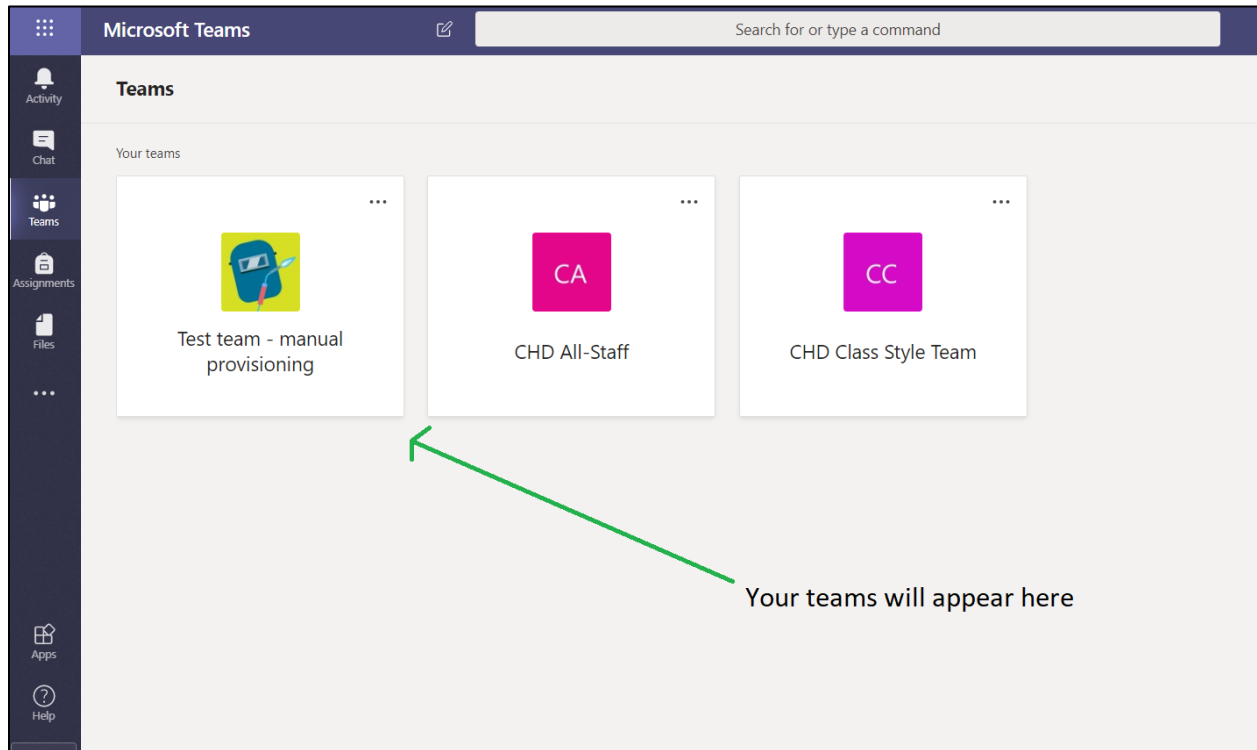 Microsoft Teams
Search for or type a command
Activity
Chat
Teams
Assignments
Files
Apps
Help
Teams
Your teams
Test team - manual
provisioning
CA
CHD All-Staff
CC
CHD Class Style Team
Your teams will appear here